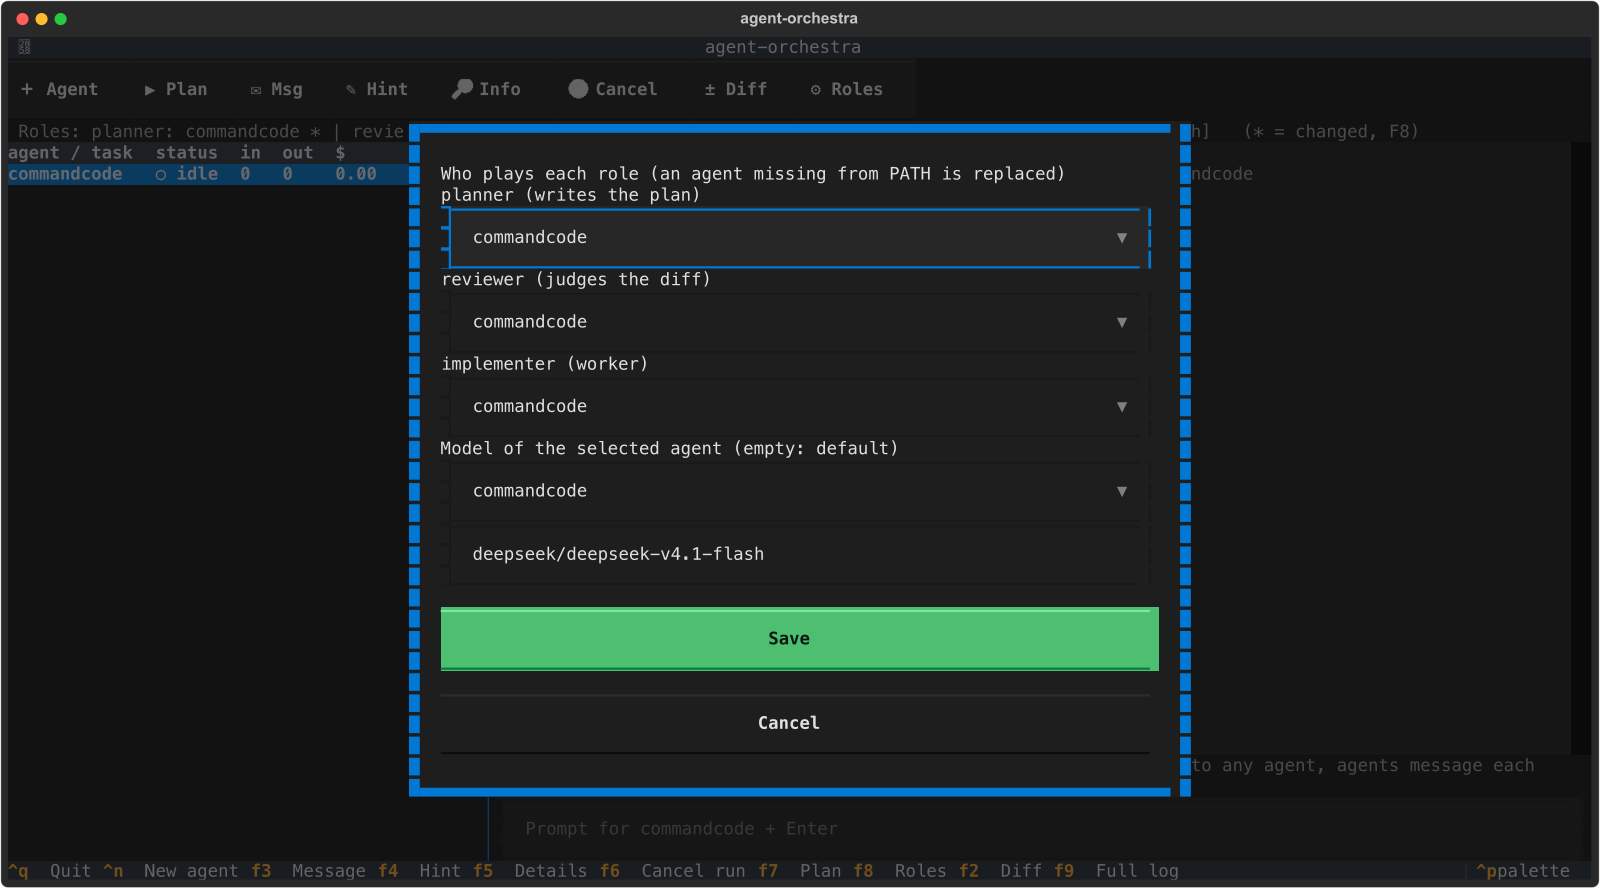 agent-orchestra
agent-orchestra
+ Agent ▶ Plan ✉ Msg ✎ Hint 🔎 Info ⬤ Cancel ± Diff ⚙ Roles
Roles: planner: commandcode * | revie h] (* = changed, F8)
agent / task status in out $
commandcode ○ idle 0 0 0.00 ndcode
Who plays each role (an agent missing from PATH is replaced)
planner (writes the plan)
commandcode ▼
reviewer (judges the diff)
commandcode ▼
implementer (worker)
commandcode ▼
Model of the selected agent (empty: default)
commandcode ▼
deepseek/deepseek-v4.1-flash
Save
Cancel
to any agent, agents message each
Prompt for commandcode + Enter
^q Quit ^n New agent f3 Message f4 Hint f5 Details f6 Cancel run f7 Plan f8 Roles f2 Diff f9 Full log ^ppalette